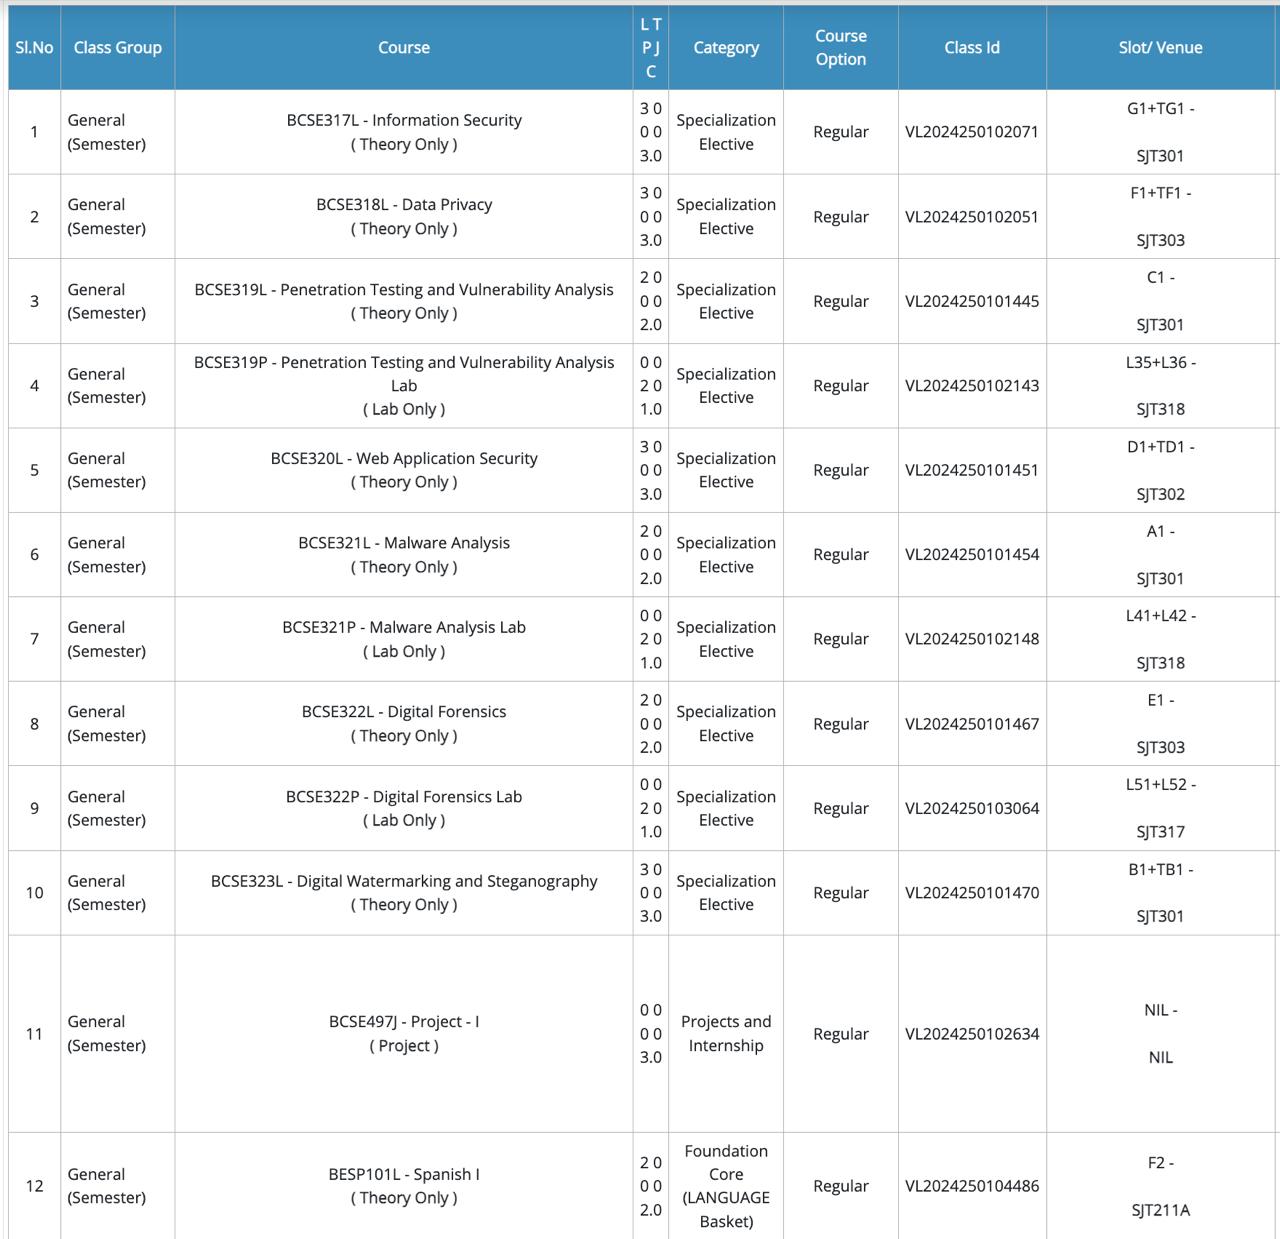 Sl.No Class Group Course L T P J C Category Course Option Class Id Slot/ Venue
1 General (Semester) BCSE317L - Information Security ( Theory Only ) 3 0 0 0 3.0 Specialization Elective Regular VL2024250102071 G1+TG1 - SJT301
2 General (Semester) BCSE318L - Data Privacy ( Theory Only ) 3 0 0 0 3.0 Specialization Elective Regular VL2024250102051 F1+TF1 - SJT303
3 General (Semester) BCSE319L - Penetration Testing and Vulnerability Analysis ( Theory Only ) 2 0 0 0 2.0 Specialization Elective Regular VL2024250101445 C1 - SJT301
4 General (Semester) BCSE319P - Penetration Testing and Vulnerability Analysis Lab ( Lab Only ) 0 0 2 0 1.0 Specialization Elective Regular VL2024250102143 L35+L36 - SJT318
5 General (Semester) BCSE320L - Web Application Security ( Theory Only ) 3 0 0 0 3.0 Specialization Elective Regular VL2024250101451 D1+TD1 - SJT302
6 General (Semester) BCSE321L - Malware Analysis ( Theory Only ) 2 0 0 0 2.0 Specialization Elective Regular VL2024250101454 A1 - SJT301
7 General (Semester) BCSE321P - Malware Analysis Lab ( Lab Only ) 0 0 2 0 1.0 Specialization Elective Regular VL2024250102148 L41+L42 - SJT318
8 General (Semester) BCSE322L - Digital Forensics ( Theory Only ) 2 0 0 0 2.0 Specialization Elective Regular VL2024250101467 E1 - SJT303
9 General (Semester) BCSE322P - Digital Forensics Lab ( Lab Only ) 0 0 2 0 1.0 Specialization Elective Regular VL2024250103064 L51+L52 - SJT317
10 General (Semester) BCSE323L - Digital Watermarking and Steganography ( Theory Only ) 3 0 0 0 3.0 Specialization Elective Regular VL2024250101470 B1+TB1 - SJT301
11 General (Semester) BCSE497J - Project - I ( Project ) 0 0 0 0 3.0 Projects and Internship Regular VL2024250102634 NIL - NIL
12 General (Semester) BESP101L - Spanish I ( Theory Only ) 2 0 0 0 2.0 Foundation Core (LANGUAGE Basket) Regular VL2024250104486 F2 - SJT211A